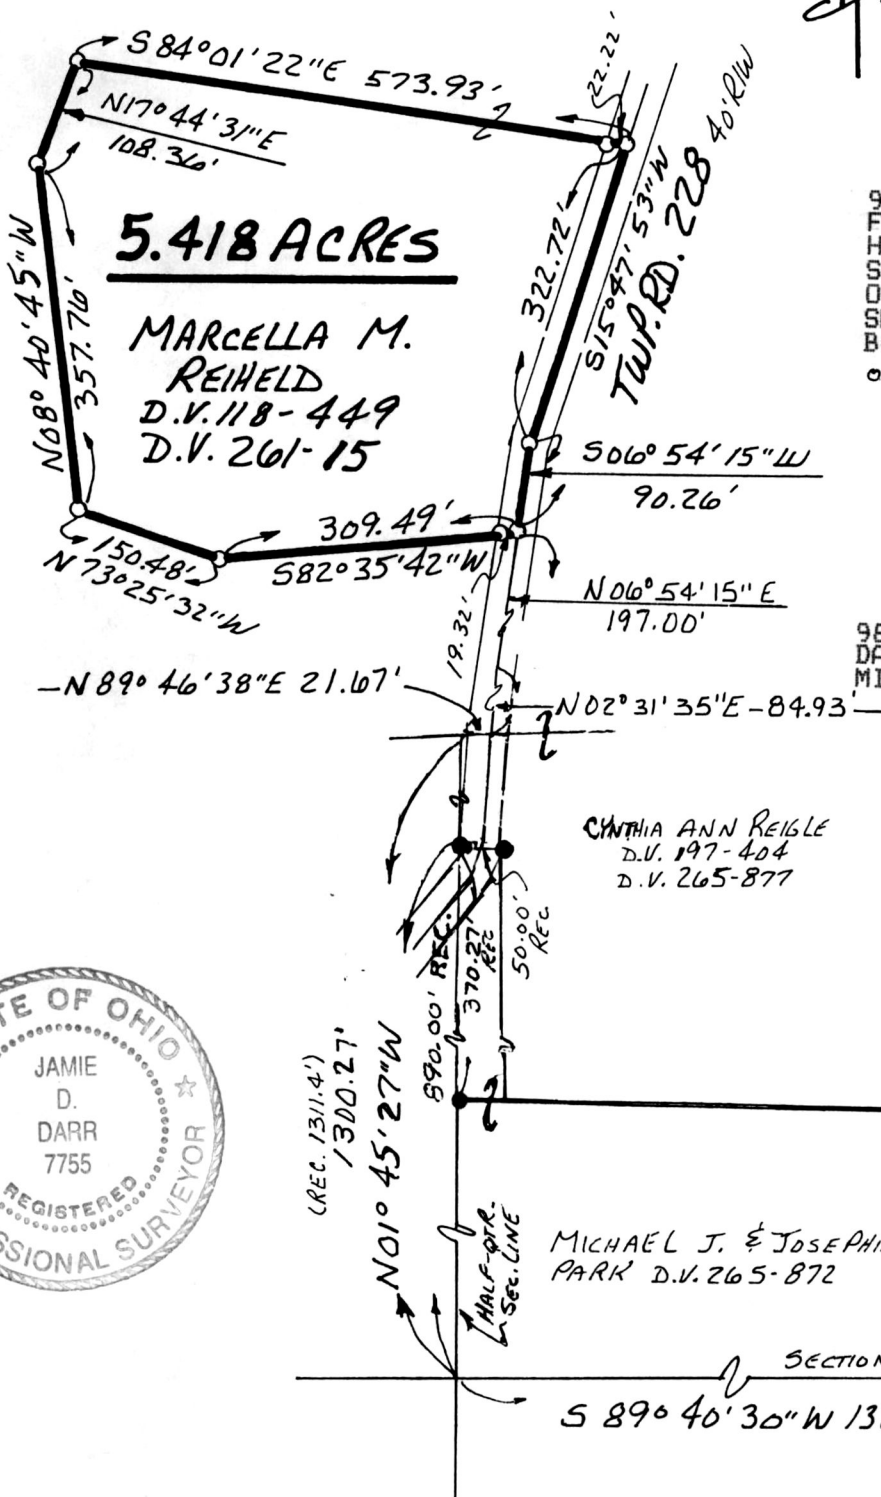 S 84°01'22"E 573.93'
22.22'
N17°44'31"E
108.36'
40' R/W
TWP. RD. 228
S15°47'53"W
322.72'
5.418 ACRES
MARCELLA M.
REIHELD
D.V. 118-449
D.V. 261-15
N08°40'45"W
357.76'
S06°54'15"W
90.26'
309.49'
S82°35'42"W
150.48'
N 73°25'32"W
N06°54'15"E
197.00'
19.32'
N 89°46'38"E 21.67'
N02°31'35"E-84.93'
CYNTHIA ANN REIGLE
D.V. 197-404
D.V. 265-877
890.00' REC.
370.27'
REC
50.00'
REC
(REC. 1311.4')
1300.27'
N01°45'27"W
OF OHIO
JAMIE
D.
DARR
7755
REGISTERED
SURVEYOR
HALF-QTR.
SEC. LINE
MICHAEL J. &
PARK D.V. 265-872
SECTION
S 89°40'30"W